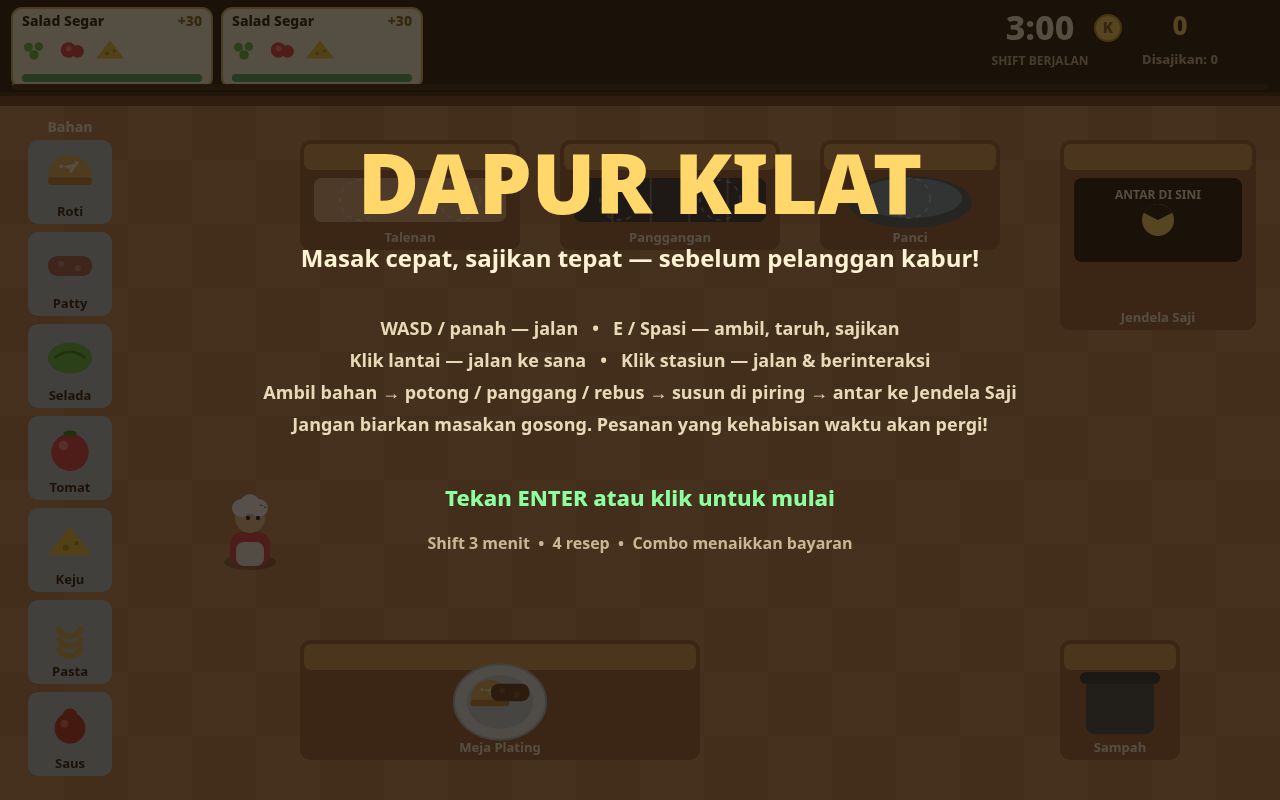 Salad Segar +30
Salad Segar +30
3:00
K
0
SHIFT BERJALAN
Disajikan: 0
Bahan
Roti
Patty
Selada
Tomat
Keju
Pasta
Saus
DAPUR KILAT
Talenan
Panggangan
Panci
ANTAR DI SINI
Jendela Saji
Masak cepat, sajikan tepat — sebelum pelanggan kabur!
WASD / panah — jalan • E / Spasi — ambil, taruh, sajikan
Klik lantai — jalan ke sana • Klik stasiun — jalan & berinteraksi
Ambil bahan → potong / panggang / rebus → susun di piring → antar ke Jendela Saji
Jangan biarkan masakan gosong. Pesanan yang kehabisan waktu akan pergi!
Tekan ENTER atau klik untuk mulai
Shift 3 menit • 4 resep • Combo menaikkan bayaran
Meja Plating
Sampah